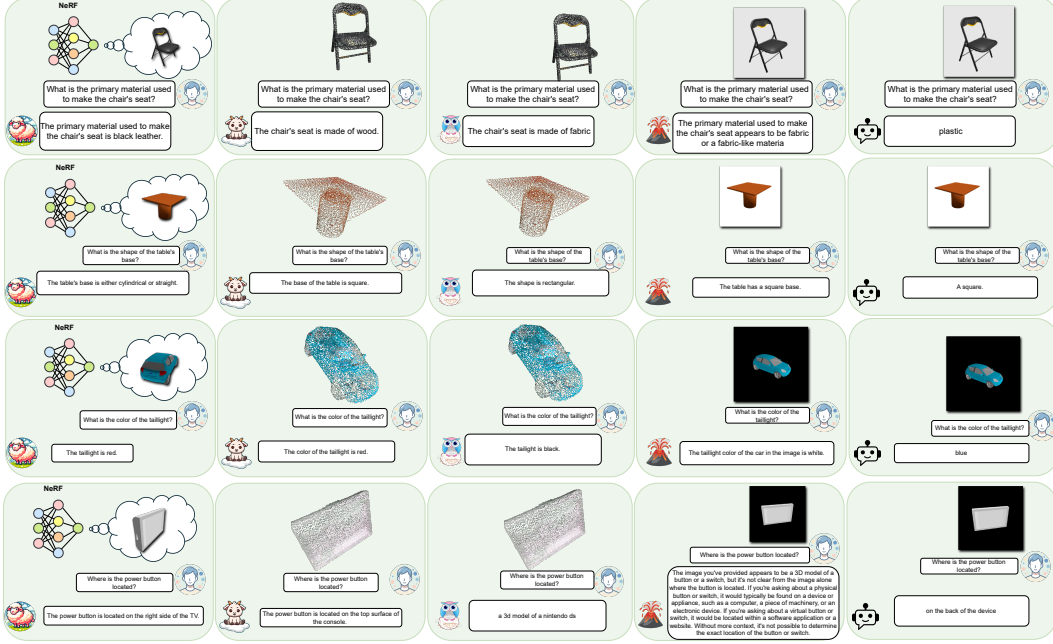 NeRF
What is the primary material used
to make the chair's seat?
The primary material used to make
the chair's seat is black leather.
What is the primary material used
to make the chair's seat?
The chair's seat is made of wood.
What is the primary material used
to make the chair's seat?
The chair's seat is made of fabric
What is the primary material used
to make the chair's seat?
The primary material used to make
the chair's seat appears to be fabric
or a fabric-like materia
What is the primary material used
to make the chair's seat?
plastic
NeRF
What is the shape of the table's
base?
The table's base is either cylindrical or straight.
What is the shape of the table's
base?
The base of the table is square.
What is the shape of the
table's base?
The shape is rectangular.
What is the shape of the
table's base?
The table has a square base.
What is the shape of the
table's base?
A square.
NeRF
What is the color of the taillight?
The taillight is red.
What is the color of the taillight?
The color of the taillight is red.
What is the color of the taillight?
The tailight is black.
What is the color of the
taillight?
The taillight color of the car in the image is white.
What is the color of the taillight?
blue
NeRF
Where is the power button
located?
The power button is located on the right side of the TV.
Where is the power button
located?
The power button is located on the top surface of
the console.
Where is the power button
located?
a 3d model of a nintendo ds
Where is the power button located?
The image you've provided appears to be a 3D model of a
button or a switch, but it's not clear from the image alone
where the button is located. If you're asking about a physical
button or switch, it would typically be found on a device or
appliance, such as a computer, a piece of machinery, or an
electronic device. If you're asking about a virtual button or
switch, it would be located within a software application or a
website. Without more context, it's not possible to determine
the exact location of the button or switch.
Where is the power button
located?
on the back of the device